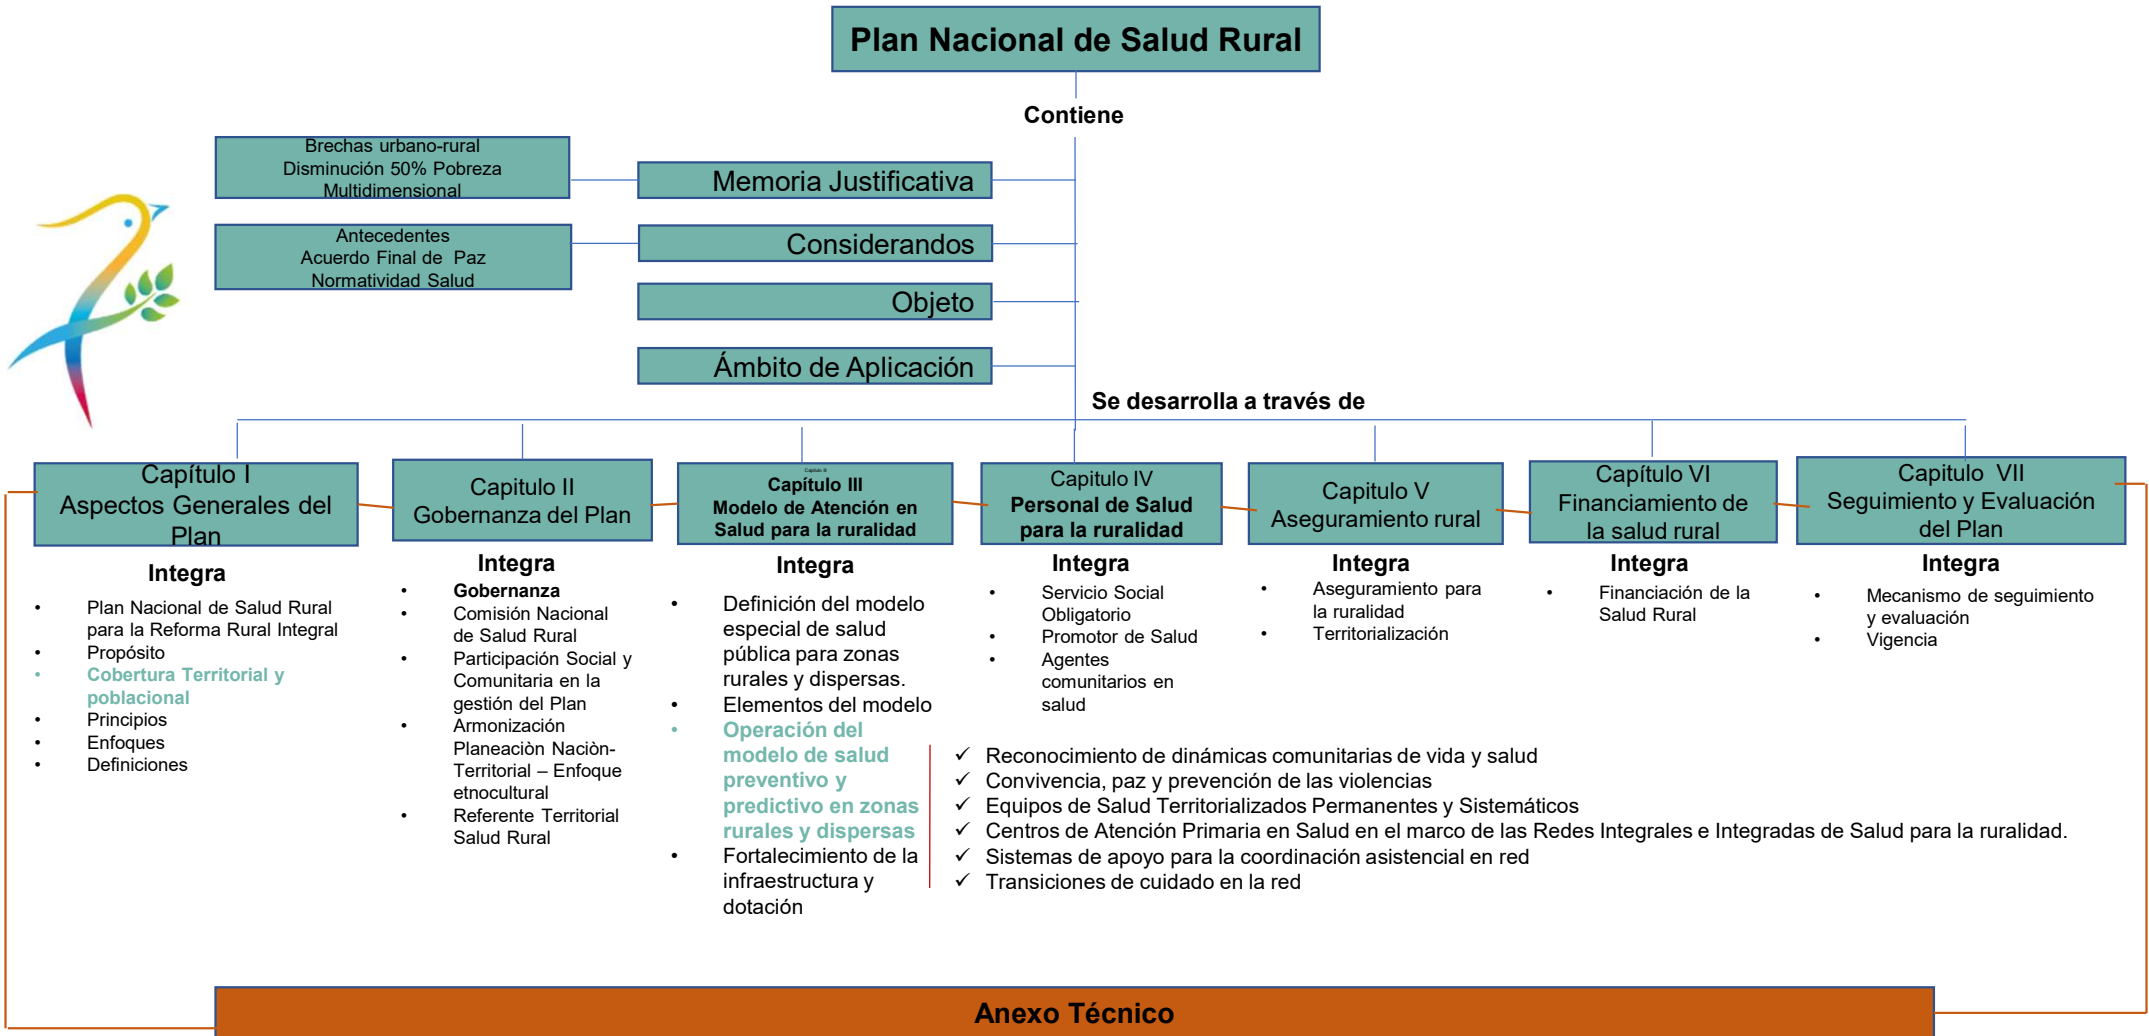 Plan Nacional de Salud Rural
Contiene
Brechas urbano-rural
Disminución 50% Pobreza
Multidimensional
Memoria Justificativa
Antecedentes
Acuerdo Final de Paz
Normatividad Salud
Considerandos
Objeto
Ámbito de Aplicación
Se desarrolla a través de
Capítulo I
Aspectos Generales del
Plan
Integra
• Plan Nacional de Salud Rural
para la Reforma Rural Integral
• Propósito
• Cobertura Territorial y
poblacional
• Principios
• Enfoques
• Definiciones
Capitulo II
Gobernanza del Plan
Integra
• Gobernanza
• Comisión Nacional
de Salud Rural
• Participación Social y
Comunitaria en la
gestión del Plan
• Armonización
Planeaciòn Naciòn-
Territorial – Enfoque
etnocultural
• Referente Territorial
Salud Rural
Capítulo III
Capítulo III
Modelo de Atención en
Salud para la ruralidad
Integra
• Definición del modelo
especial de salud
pública para zonas
rurales y dispersas.
• Elementos del modelo
• Operación del
modelo de salud
preventivo y
predictivo en zonas
rurales y dispersas
• Fortalecimiento de la
infraestructura y
dotación
✓ Reconocimiento de dinámicas comunitarias de vida y salud
✓ Convivencia, paz y prevención de las violencias
✓ Equipos de Salud Territorializados Permanentes y Sistemáticos
✓ Centros de Atención Primaria en Salud en el marco de las Redes Integrales e Integradas de Salud para la ruralidad.
✓ Sistemas de apoyo para la coordinación asistencial en red
✓ Transiciones de cuidado en la red
Capitulo IV
Personal de Salud
para la ruralidad
Integra
• Servicio Social
Obligatorio
• Promotor de Salud
• Agentes
comunitarios en
salud
Capitulo V
Aseguramiento rural
Integra
• Aseguramiento para
la ruralidad
• Territorialización
Capítulo VI
Financiamiento de
la salud rural
Integra
• Financiación de la
Salud Rural
Capitulo VII
Seguimiento y Evaluación
del Plan
Integra
• Mecanismo de seguimiento
y evaluación
• Vigencia
Anexo Técnico